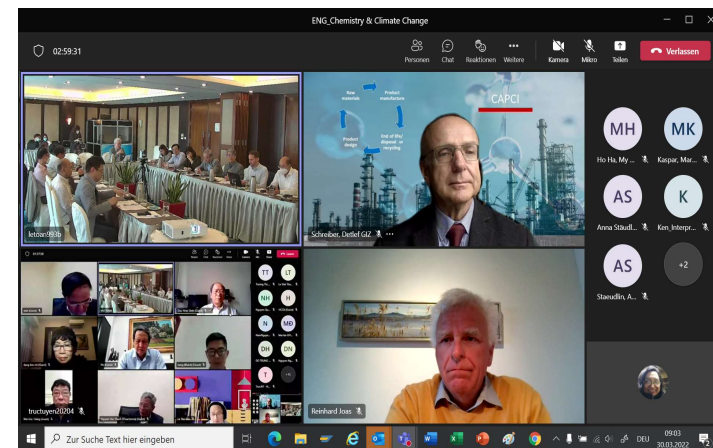 ENG_Chemistry & Climate Change
02:59:31
Personen
Chat
Reaktionen
Weitere
Kamera
Mikro
Teilen
Verlassen
Raw materials
Product manufacture
Product design
End of life/ disposal or recycling
CAPCI
letoan993b
Schreiber, Detlef GIZ
MH
MK
Ho Ha, My ...
Kaspar, Mar...
AS
K
Anna Stäudl...
Ken_Interpr...
AS
+2
Staeudlin, A...
TT
LT
NH
H
N
MĐ
DH
DN
T
tructuyen20204
Reinhard Joas
Zur Suche Text hier eingeben
DEU
09:03
30.03.2022